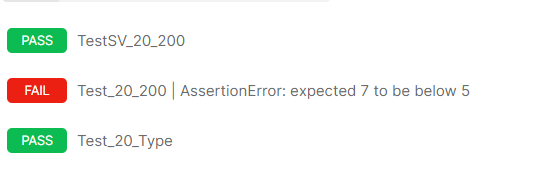 PASS TestSV_20_200
FAIL Test_20_200 | AssertionError: expected 7 to be below 5
PASS Test_20_Type